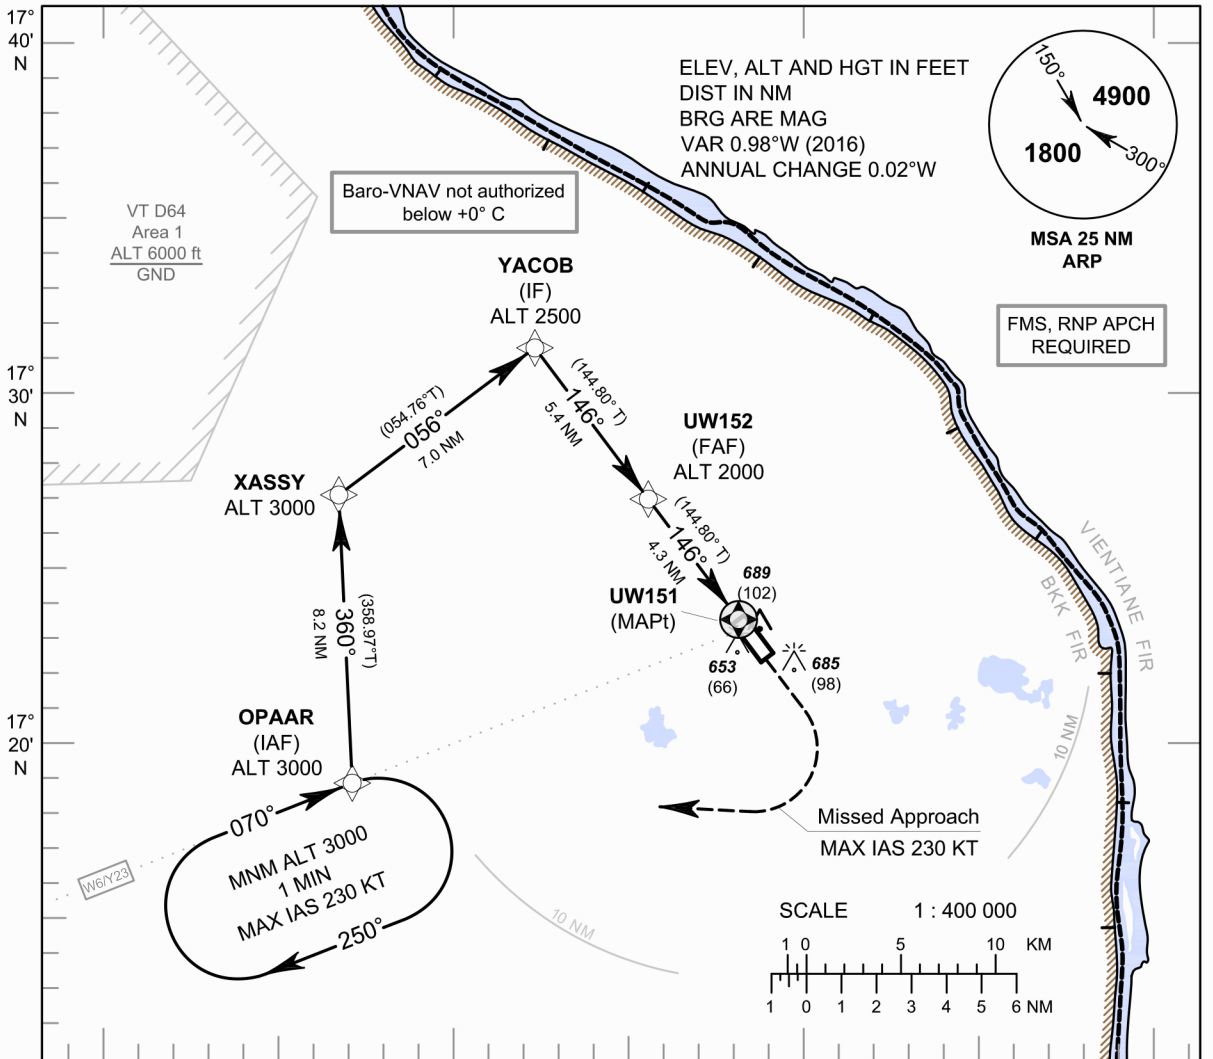 17°
40'
N
ELEV, ALT AND HGT IN FEET
DIST IN NM
BRG ARE MAG
VAR 0.98°W (2016)
ANNUAL CHANGE 0.02°W
150°
4900
1800
300°
MSA 25 NM
ARP
Baro-VNAV not authorized
below +0° C
VT D64
Area 1
ALT 6000 ft
GND
YACOB
(IF)
ALT 2500
FMS, RNP APCH
REQUIRED
17°
30'
N
(054.76°T)
056°
7.0 NM
(144.80° T)
146°
5.4 NM
UW152
(FAF)
ALT 2000
XASSY
ALT 3000
(144.80° T)
146°
4.3 NM
VIENTIANE FIR
BKK FIR
UW151
(MAPt)
689
(102)
653
(66)
685
(98)
(358.97°T)
360°
8.2 NM
17°
20'
N
OPAAR
(IAF)
ALT 3000
10 NM
070°
MNM ALT 3000
1 MIN
MAX IAS 230 KT
250°
W6/Y23
Missed Approach
MAX IAS 230 KT
10 NM
SCALE 1 : 400 000
1 0 5 10 KM
1 0 1 2 3 4 5 6 NM